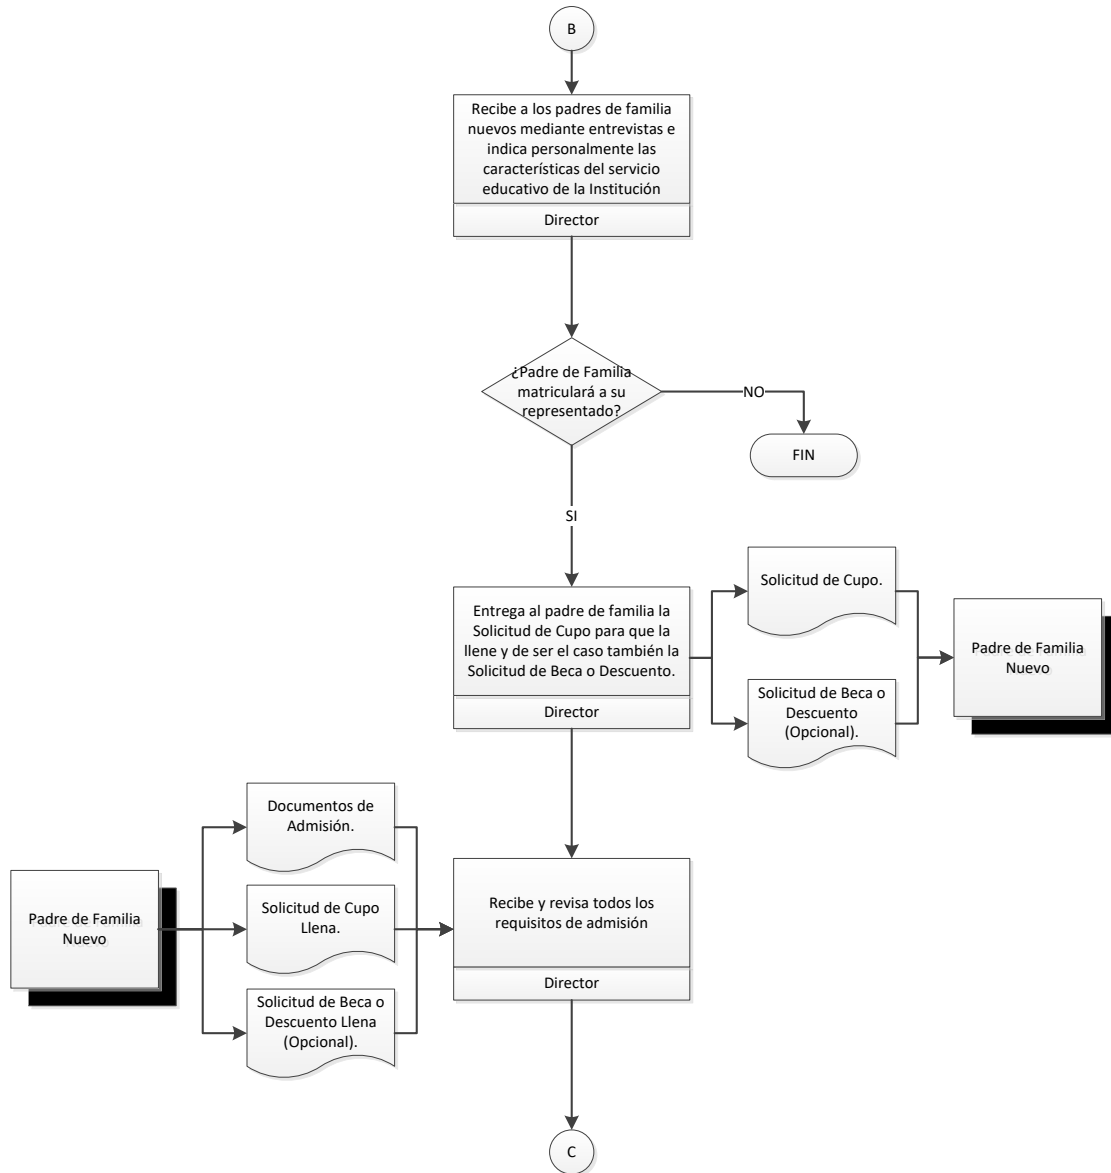 B
Recibe a los padres de familia
nuevos mediante entrevistas e
indica personalmente las
características del servicio
educativo de la Institución
Director
¿Padre de Familia
matriculará a su
representado?
NO
FIN
SI
Entrega al padre de familia la
Solicitud de Cupo para que la
llene y de ser el caso también la
Solicitud de Beca o Descuento.
Director
Solicitud de Cupo.
Solicitud de Beca o
Descuento
(Opcional).
Padre de Familia
Nuevo
Padre de Familia
Nuevo
Documentos de
Admisión.
Solicitud de Cupo
Llena.
Solicitud de Beca o
Descuento Llena
(Opcional).
Recibe y revisa todos los
requisitos de admisión
Director
C